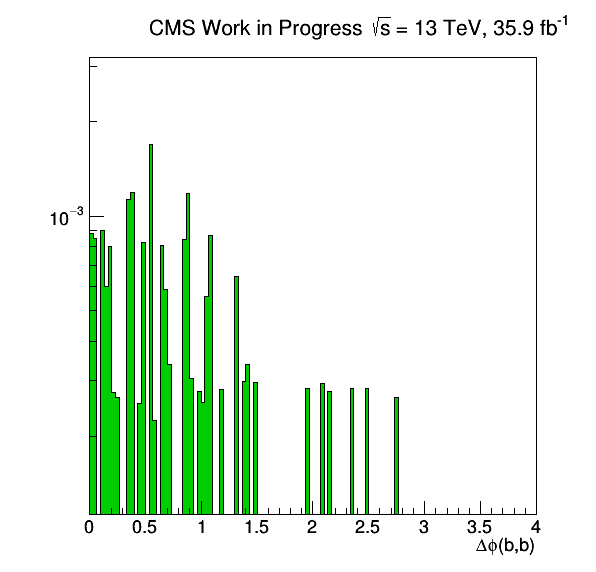 CMS Work in Progress √s = 13 TeV, 35.9 fb⁻¹
10⁻³
0 0.5 1 1.5 2 2.5 3 3.5 4
Δϕ(b,b)